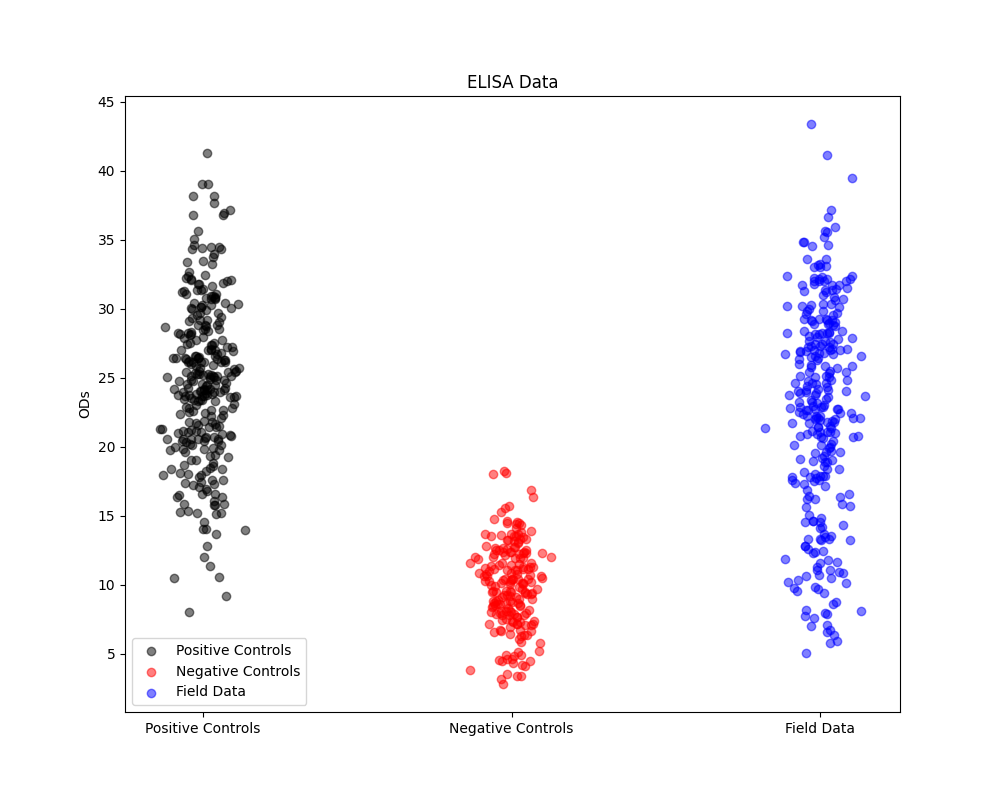 ELISA Data
45
40
35
30
25
20
15
10
5
ODs
Positive Controls
Negative Controls
Field Data
Positive Controls
Negative Controls
Field Data